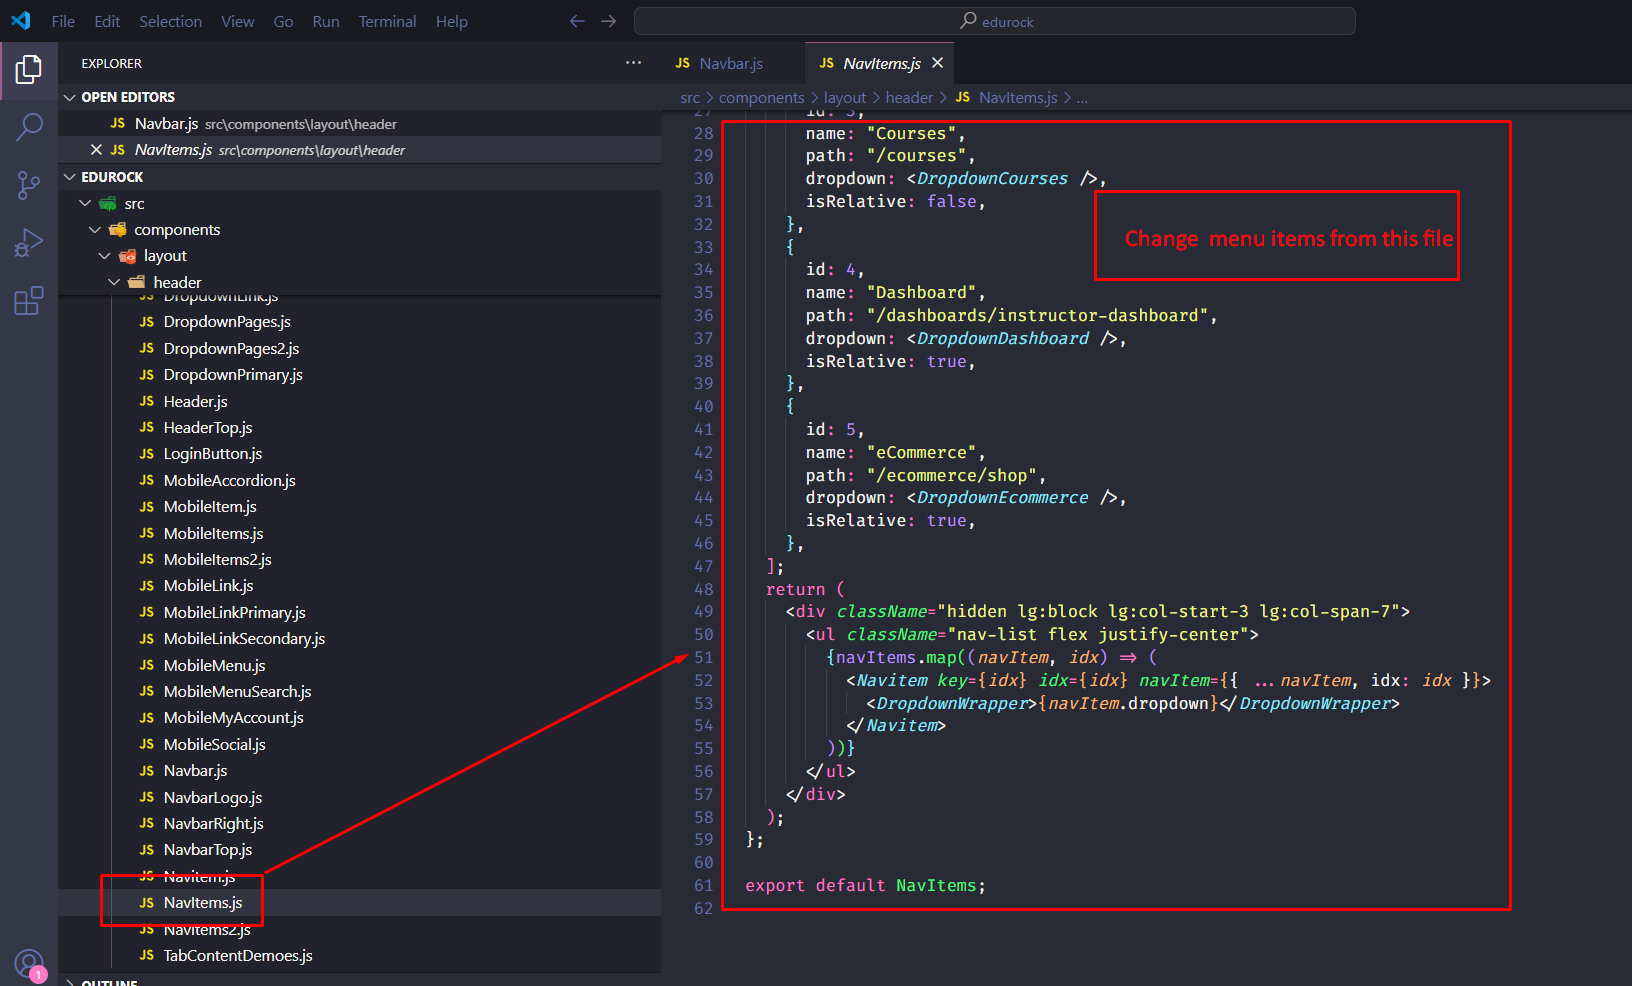 File Edit Selection View Go Run Terminal Help
edurock
EXPLORER
OPEN EDITORS
JS Navbar.js src\components\layout\header
JS NavItems.js src\components\layout\header
EDUROCK
src
components
layout
header
JS DropdownLink.js
JS DropdownPages.js
JS DropdownPages2.js
JS DropdownPrimary.js
JS Header.js
JS HeaderTop.js
JS LoginButton.js
JS MobileAccordion.js
JS MobileItem.js
JS MobileItems.js
JS MobileItems2.js
JS MobileLink.js
JS MobileLinkPrimary.js
JS MobileLinkSecondary.js
JS MobileMenu.js
JS MobileMenuSearch.js
JS MobileMyAccount.js
JS MobileSocial.js
JS Navbar.js
JS NavbarLogo.js
JS NavbarRight.js
JS NavbarTop.js
JS Navitem.js
JS NavItems.js
JS NavItems2.js
JS TabContentDemoes.js
OUTLINE
1
JS Navbar.js
JS NavItems.js
src > components > layout > header > JS NavItems.js > ...
27 id: 3,
28 name: "Courses",
29 path: "/courses",
30 dropdown: <DropdownCourses />,
31 isRelative: false,
32 },
33 {
34 id: 4,
35 name: "Dashboard",
36 path: "/dashboards/instructor-dashboard",
37 dropdown: <DropdownDashboard />,
38 isRelative: true,
39 },
40 {
41 id: 5,
42 name: "eCommerce",
43 path: "/ecommerce/shop",
44 dropdown: <DropdownEcommerce />,
45 isRelative: true,
46 },
47 ];
48 return (
49 <div className="hidden lg:block lg:col-start-3 lg:col-span-7">
50 <ul className="nav-list flex justify-center">
51 {navItems.map((navItem, idx) => (
52 <Navitem key={idx} idx={idx} navItem={{ ...navItem, idx: idx }}>
53 <DropdownWrapper>{navItem.dropdown}</DropdownWrapper>
54 </Navitem>
55 ))}
56 </ul>
57 </div>
58 );
59 };
60
61 export default NavItems;
62
Change menu items from this file